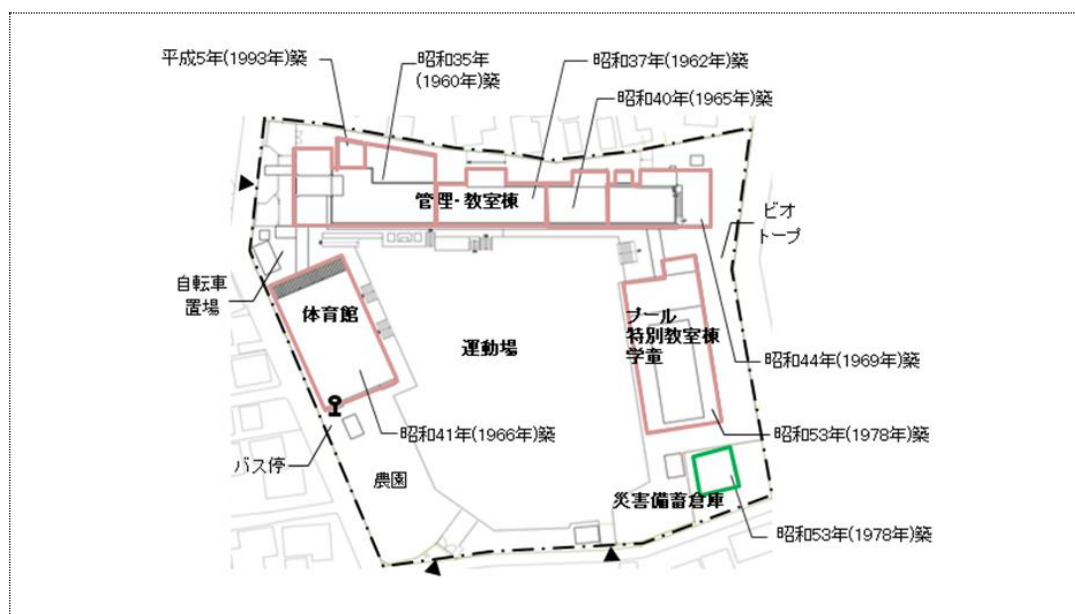 平成5年(1993年)築
昭和35年
(1960年)築
昭和37年(1962年)築
昭和40年(1965年)築
管理・教室棟
ビオ
トープ
自転車
置場
体育館
運動場
プール
特別教室棟
学童
昭和44年(1969年)築
昭和41年(1966年)築
昭和53年(1978年)築
バス停
農園
災害備蓄倉庫
昭和53年(1978年)築